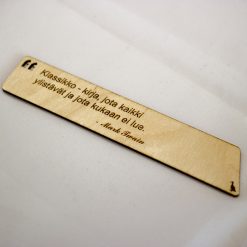 “
Klassikko - kirja, jota kaikki
ylistävät ja jota kukaan ei lue.
- Mark Twain